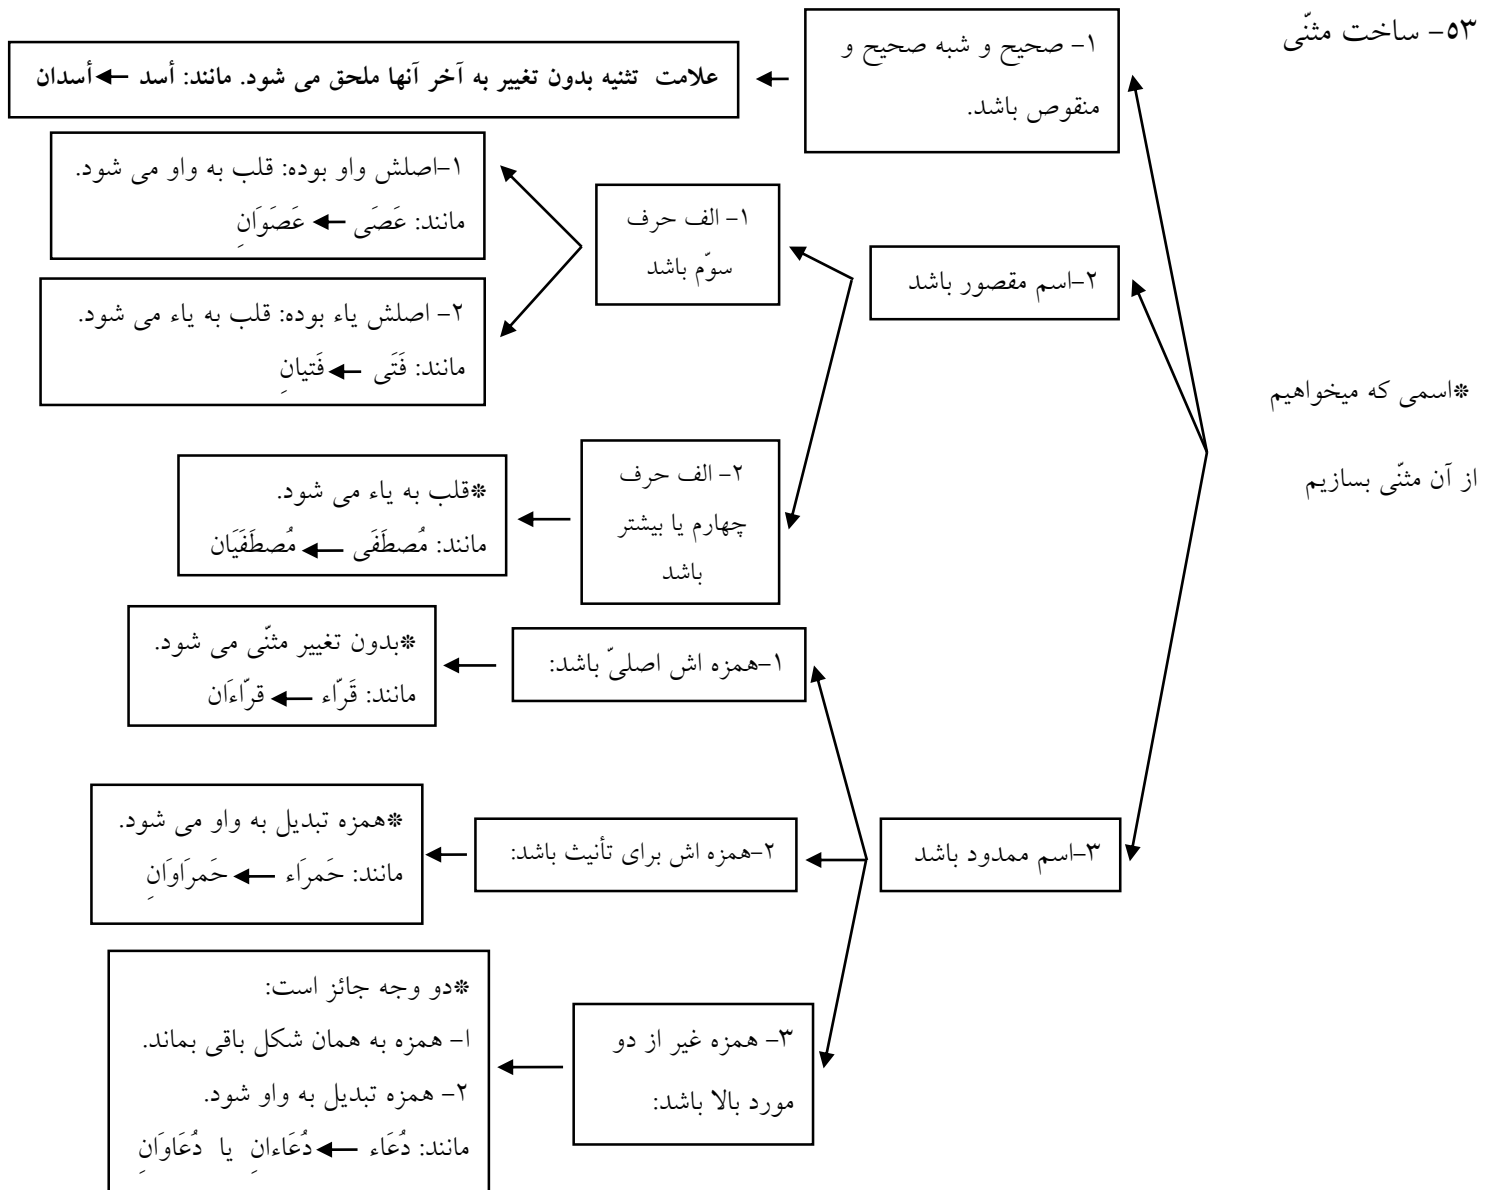 ۵۳- ساخت مثنّی
*اسمی که میخواهیم
از آن مثنّی بسازیم
۱- صحیح و شبه صحیح و
منقوص باشد.
علامت تثنیه بدون تغییر به آخر آنها ملحق می شود. مانند: أسد ← أسدان
۲-اسم مقصور باشد
۱- الف حرف
سوّم باشد
۱-اصلش واو بوده: قلب به واو می شود.
مانند: عَصَی ← عَصَوَانِ
۲- اصلش یاء بوده: قلب به یاء می شود.
مانند: فَتَی ← فَتیانِ
۲- الف حرف
چهارم یا بیشتر
باشد
*قلب به یاء می شود.
مانند: مُصطَفَی ← مُصطَفَیَان
۳-اسم ممدود باشد
۱-همزه اش اصلیّ باشد:
*بدون تغییر مثنّی می شود.
مانند: قَرّاء ← قرّاءَان
۲-همزه اش برای تأنیث باشد:
*همزه تبدیل به واو می شود.
مانند: حَمرَاء ← حَمرَاوَانِ
۳- همزه غیر از دو
مورد بالا باشد:
*دو وجه جائز است:
ا- همزه به همان شکل باقی بماند.
۲- همزه تبدیل به واو شود.
مانند: دُعَاء ← دُعَاءانِ یا دُعَاوَانِ